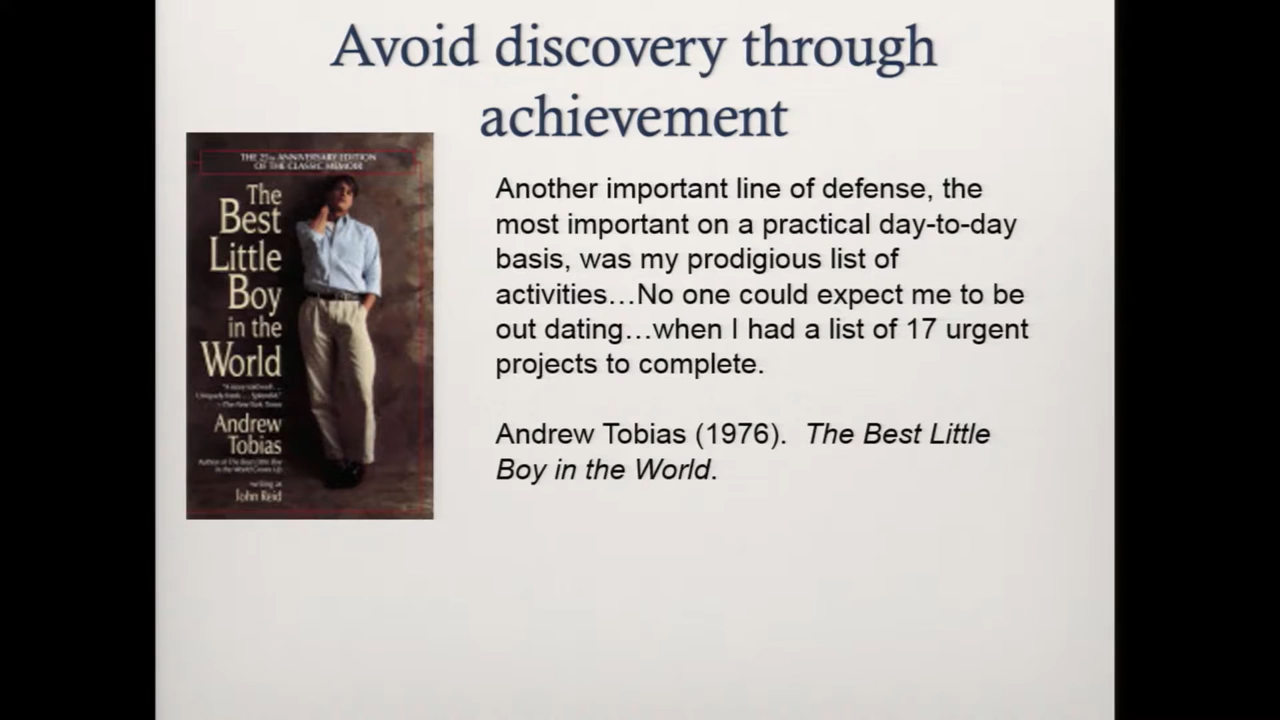 Avoid discovery through
achievement
THE 25th ANNIVERSARY EDITION
OF THE CLASSIC MEMOIR
The
Best
Little
Boy
in the
World
Andrew
Tobias
writing as
John Reid
Another important line of defense, the
most important on a practical day-to-day
basis, was my prodigious list of
activities…No one could expect me to be
out dating…when I had a list of 17 urgent
projects to complete.
Andrew Tobias (1976).  The Best Little
Boy in the World.